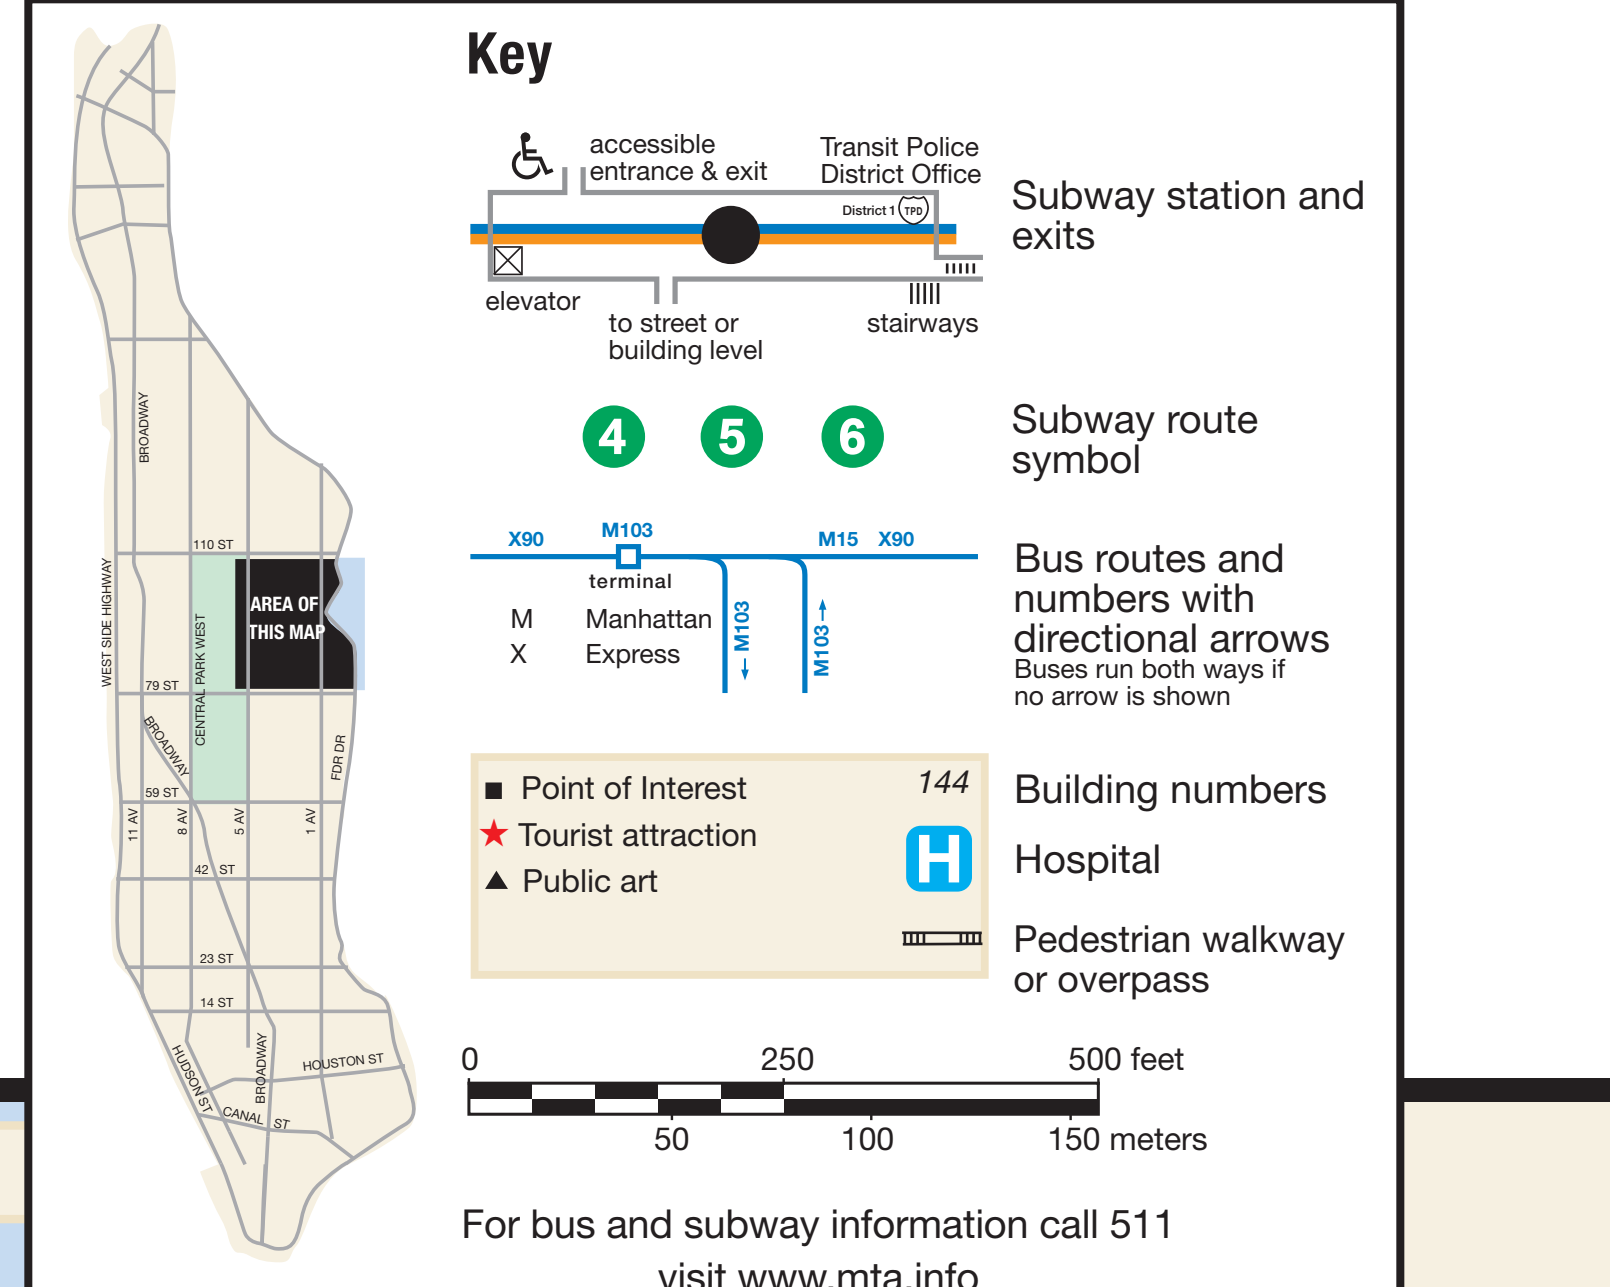 Key
accessible
entrance & exit
Transit Police
District Office
District 1
TPD
elevator
to street or
building level
stairways
Subway station and
exits
4 5 6
Subway route
symbol
X90
M103
M15 X90
terminal
M Manhattan
X Express
M103
M103
Bus routes and
numbers with
directional arrows
Buses run both ways if
no arrow is shown
Point of Interest
Tourist attraction
Public art
144
Building numbers
H
Hospital
Pedestrian walkway
or overpass
0 250 500 feet
50 100 150 meters
For bus and subway information call 511
visit www.mta.info
BROADWAY
110 ST
WEST SIDE HIGHWAY
CENTRAL PARK WEST
AREA OF
THIS MAP
79 ST
BROADWAY
FDR DR
59 ST
11 AV
8 AV
5 AV
1 AV
42 ST
23 ST
14 ST
HUDSON ST
BROADWAY
HOUSTON ST
CANAL ST